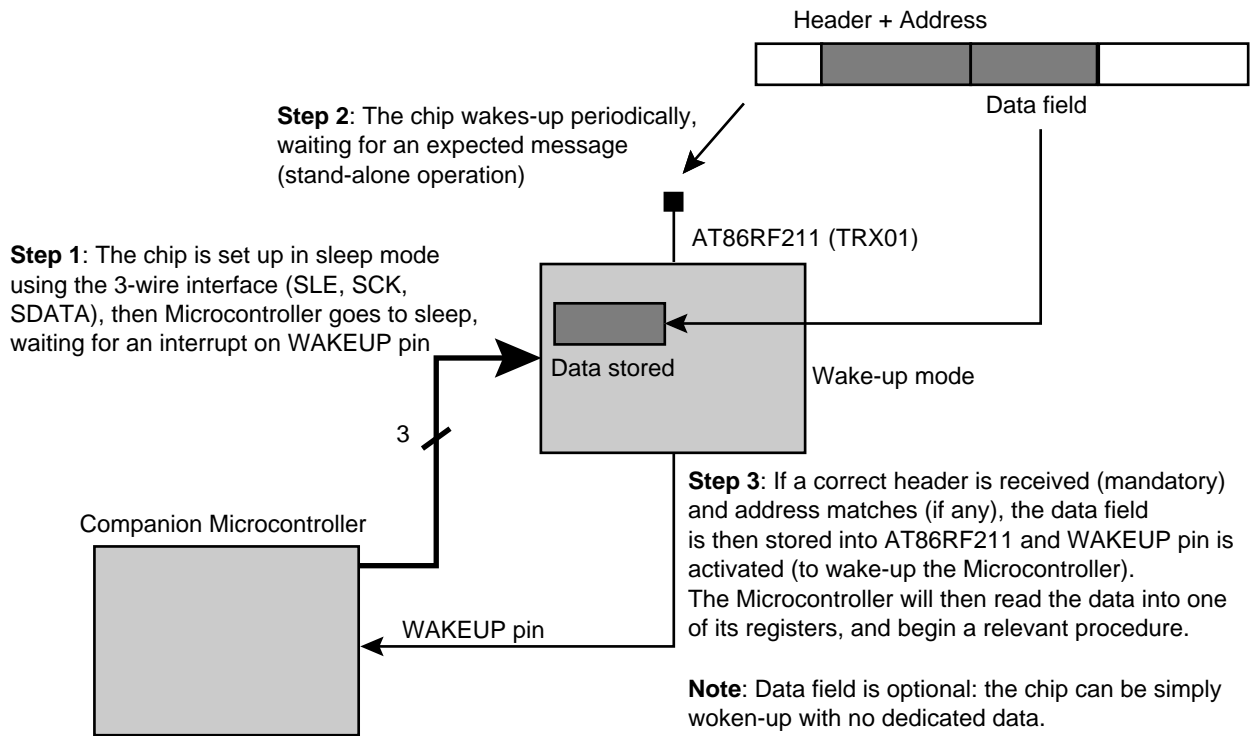 Header + Address
Data field
Step 2: The chip wakes-up periodically,
waiting for an expected message
(stand-alone operation)
AT86RF211 (TRX01)
Step 1: The chip is set up in sleep mode
using the 3-wire interface (SLE, SCK,
SDATA), then Microcontroller goes to sleep,
waiting for an interrupt on WAKEUP pin
Data stored
Wake-up mode
3
Step 3: If a correct header is received (mandatory)
and address matches (if any), the data field
is then stored into AT86RF211 and WAKEUP pin is
activated (to wake-up the Microcontroller).
The Microcontroller will then read the data into one
of its registers, and begin a relevant procedure.
Companion Microcontroller
WAKEUP pin
Note: Data field is optional: the chip can be simply
woken-up with no dedicated data.